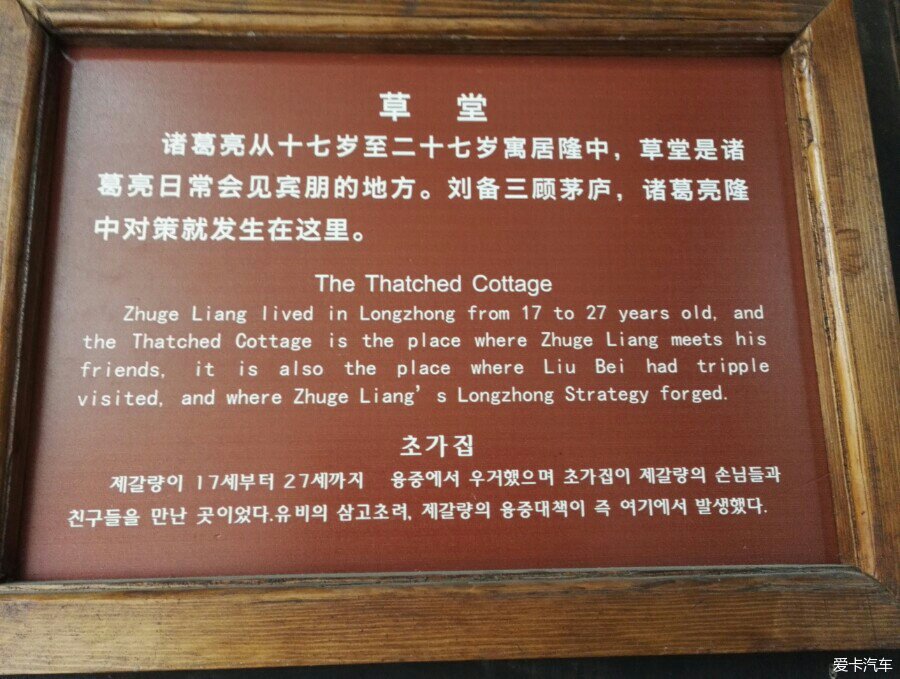 草 堂
诸葛亮从十七岁至二十七岁寓居隆中，草堂是诸
葛亮日常会见宾朋的地方。刘备三顾茅庐，诸葛亮隆
中对策就发生在这里。
The Thatched Cottage
Zhuge Liang lived in Longzhong from 17 to 27 years old, and
the Thatched Cottage is the place where Zhuge Liang meets his
friends, it is also the place where Liu Bei had tripple
visited, and where Zhuge Liang's Longzhong Strategy forged.
초가집
제갈량이 17세부터 27세까지 융중에서 우거했으며 초가집이 제갈량의 손님들과
친구들을 만난 곳이었다.유비의 삼고초려, 제갈량의 융중대책이 즉 여기에서 발생했다.
爱卡汽车